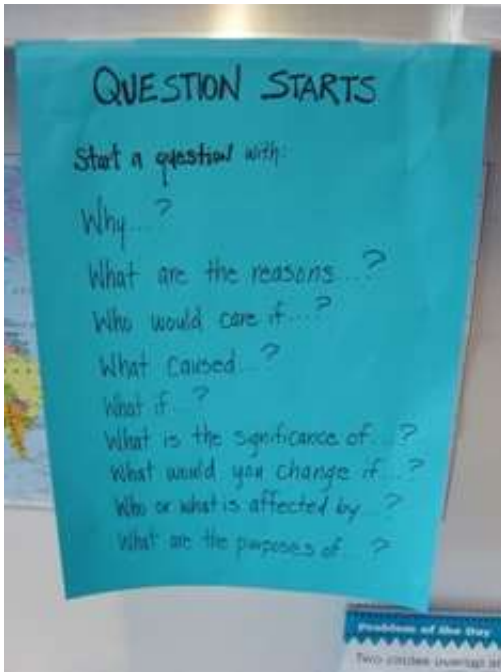 QUESTION STARTS
Start a question with:
Why...?
What are the reasons...?
Who would care if...?
What caused...?
What if...?
What is the significance of...?
What would you change if...?
Who or what is affected by...?
What are the purposes of...?
Problem of the Day
Two circles overlap